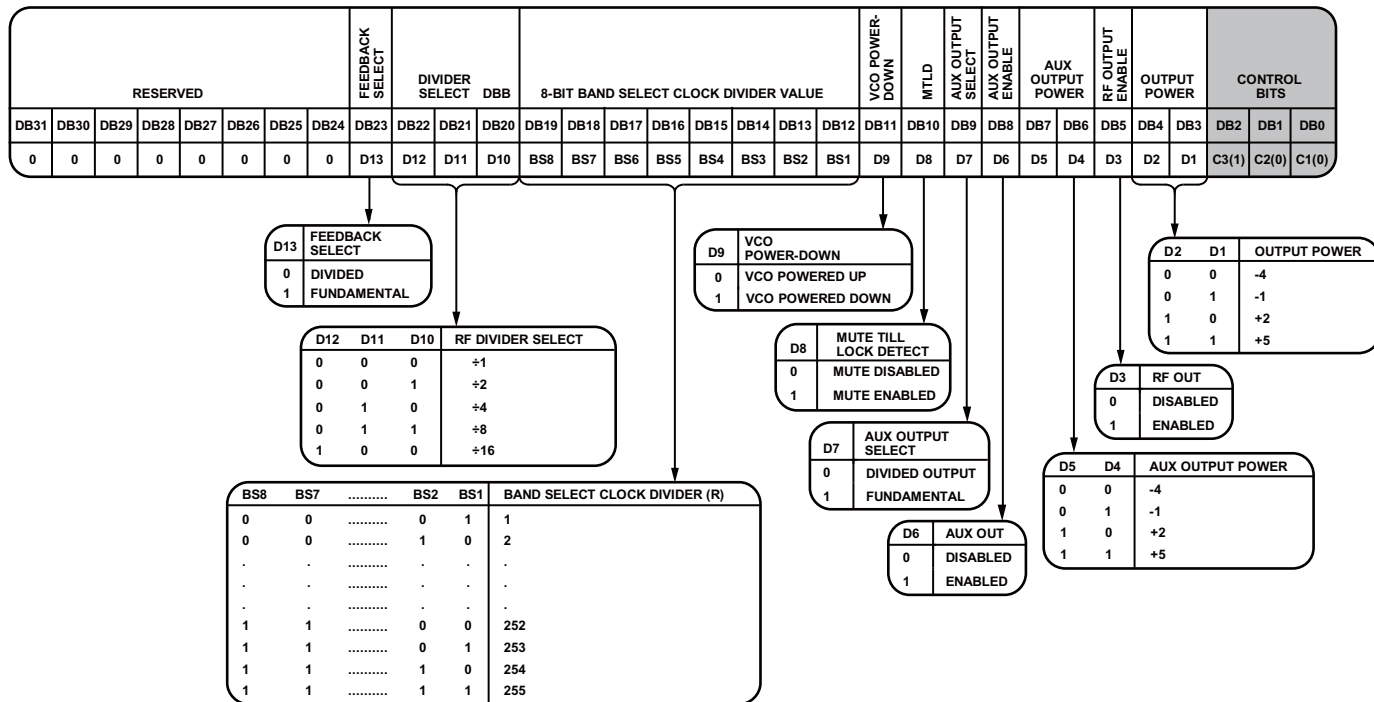 RESERVED
FEEDBACK
SELECT
DIVIDER
SELECT DBB
8-BIT BAND SELECT CLOCK DIVIDER VALUE
VCO POWER-
DOWN
MTLD
AUX OUTPUT
SELECT
AUX OUTPUT
ENABLE
AUX
OUTPUT
POWER
RF OUTPUT
ENABLE
OUTPUT
POWER
CONTROL
BITS
DB31 DB30 DB29 DB28 DB27 DB26 DB25 DB24 DB23 DB22 DB21 DB20 DB19 DB18 DB17 DB16 DB15 DB14 DB13 DB12 DB11 DB10 DB9 DB8 DB7 DB6 DB5 DB4 DB3 DB2 DB1 DB0
0 0 0 0 0 0 0 0 D13 D12 D11 D10 BS8 BS7 BS6 BS5 BS4 BS3 BS2 BS1 D9 D8 D7 D6 D5 D4 D3 D2 D1 C3(1) C2(0) C1(0)
D13 FEEDBACK
SELECT
0 DIVIDED
1 FUNDAMENTAL
D12 D11 D10 RF DIVIDER SELECT
0 0 0 ÷1
0 0 1 ÷2
0 1 0 ÷4
0 1 1 ÷8
1 0 0 ÷16
BS8 BS7 .......... BS2 BS1 BAND SELECT CLOCK DIVIDER (R)
0 0 .......... 0 1 1
0 0 .......... 1 0 2
. . .......... . . .
. . .......... . . .
. . .......... . . .
1 1 .......... 0 0 252
1 1 .......... 0 1 253
1 1 .......... 1 0 254
1 1 .......... 1 1 255
D9 VCO
POWER-DOWN
0 VCO POWERED UP
1 VCO POWERED DOWN
D8 MUTE TILL
LOCK DETECT
0 MUTE DISABLED
1 MUTE ENABLED
D7 AUX OUTPUT
SELECT
0 DIVIDED OUTPUT
1 FUNDAMENTAL
D6 AUX OUT
0 DISABLED
1 ENABLED
D5 D4 AUX OUTPUT POWER
0 0 -4
0 1 -1
1 0 +2
1 1 +5
D3 RF OUT
0 DISABLED
1 ENABLED
D2 D1 OUTPUT POWER
0 0 -4
0 1 -1
1 0 +2
1 1 +5